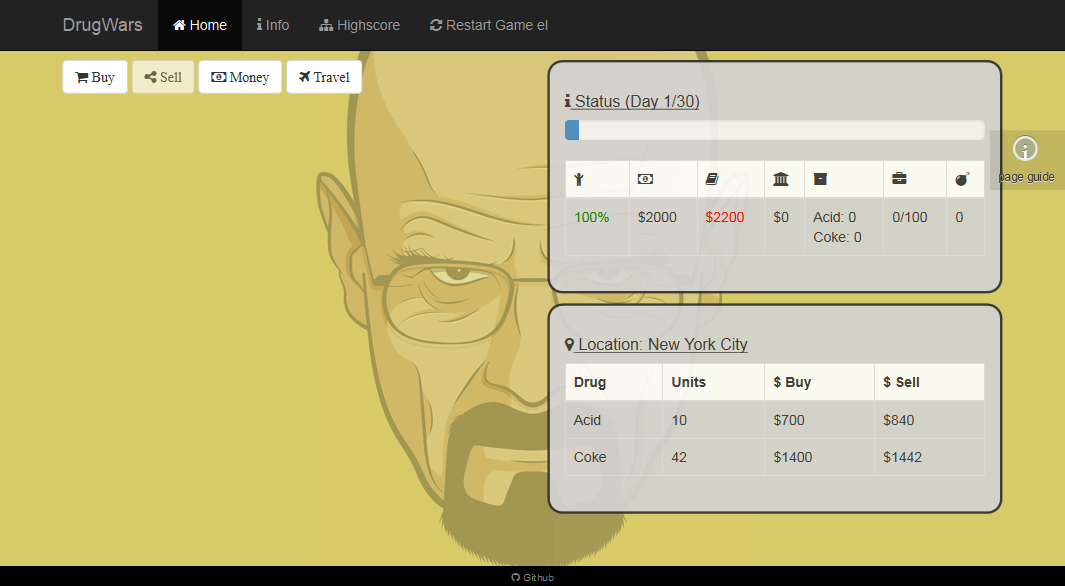 DrugWars Home Info Highscore Restart Game el
Buy Sell Money Travel
Status (Day 1/30)
page guide
100% $2000 $2200 $0 Acid: 0 0/100 0
Coke: 0
Location: New York City
Drug Units $ Buy $ Sell
Acid 10 $700 $840
Coke 42 $1400 $1442
Github